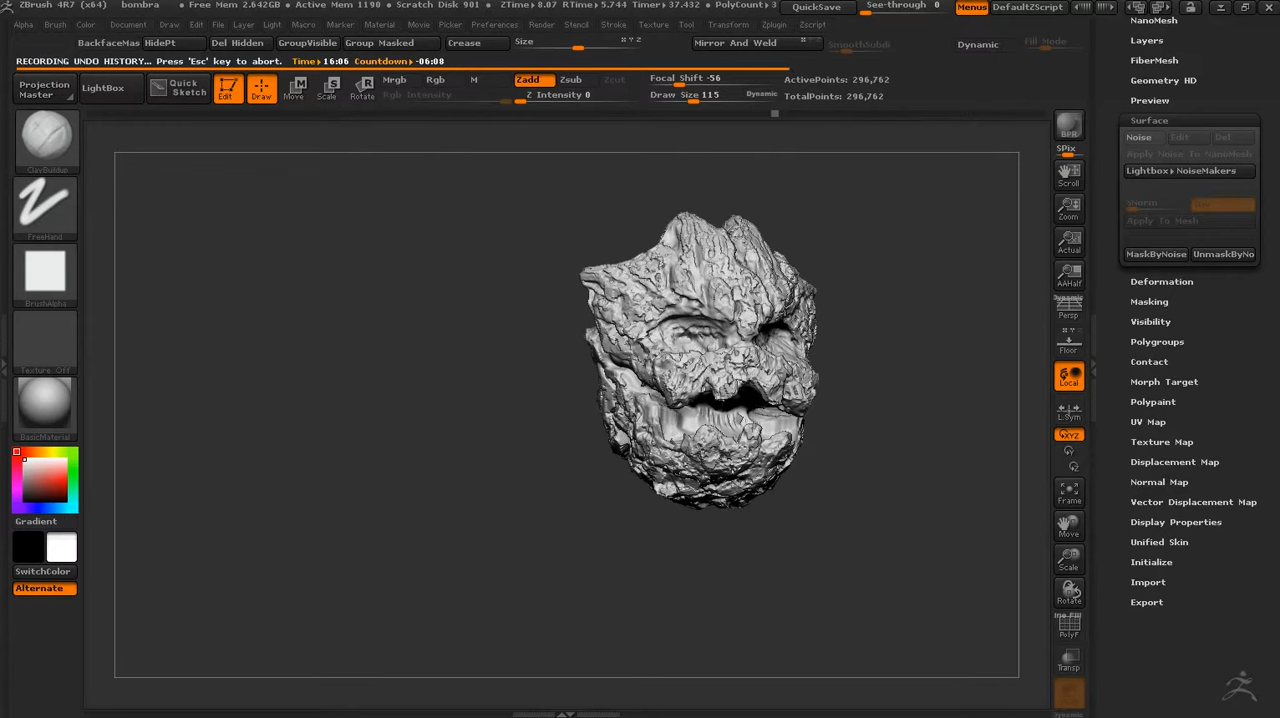 ZBrush 4R7 (x64) bombra • Free Mem 2.642GB • Active Mem 1190 • Scratch Disk 901 • ZTime▸8.07 RTime▸5.744 Timer▸37.432 • PolyCount▸3 QuickSave See-through 0 Menus DefaultZScript
Alpha Brush Color Document Draw Edit File Layer Light Macro Marker Material Movie Picker Preferences Render Stencil Stroke Texture Tool Transform Zplugin Zscript
BackfaceMas HidePt Del Hidden GroupVisible Group Masked Crease Size X Y Z Mirror And Weld SmoothSubdi Dynamic Fill Mode
RECORDING UNDO HISTORY... Press 'Esc' key to abort. Time▸16:06 Countdown▸-06:08
Projection Master LightBox Quick Sketch Edit Draw Move Scale Rotate
Mrgb Rgb M Zadd Zsub Zcut Focal Shift -56 ActivePoints: 296,762
Rgb Intensity Z Intensity 0 Draw Size 115 Dynamic TotalPoints: 296,762
ClayBuildup
FreeHand
BrushAlpha
Texture Off
BasicMaterial
Gradient
SwitchColor
Alternate
BPR
SPix
Scroll
Zoom
Actual
AAHalf
Dynamic
Persp
Floor
Local
L.Sym
XYZ
Frame
Move
Scale
Rotate
Line Fill
PolyF
Transp
Dynamic
NanoMesh
Layers
FiberMesh
Geometry HD
Preview
Surface
Noise Edit Del
Apply Noise To NanoMesh
Lightbox▸NoiseMakers
SNorm
Apply To Mesh
MaskByNoise UnmaskByNo
Deformation
Masking
Visibility
Polygroups
Contact
Morph Target
Polypaint
UV Map
Texture Map
Displacement Map
Normal Map
Vector Displacement Map
Display Properties
Unified Skin
Initialize
Import
Export